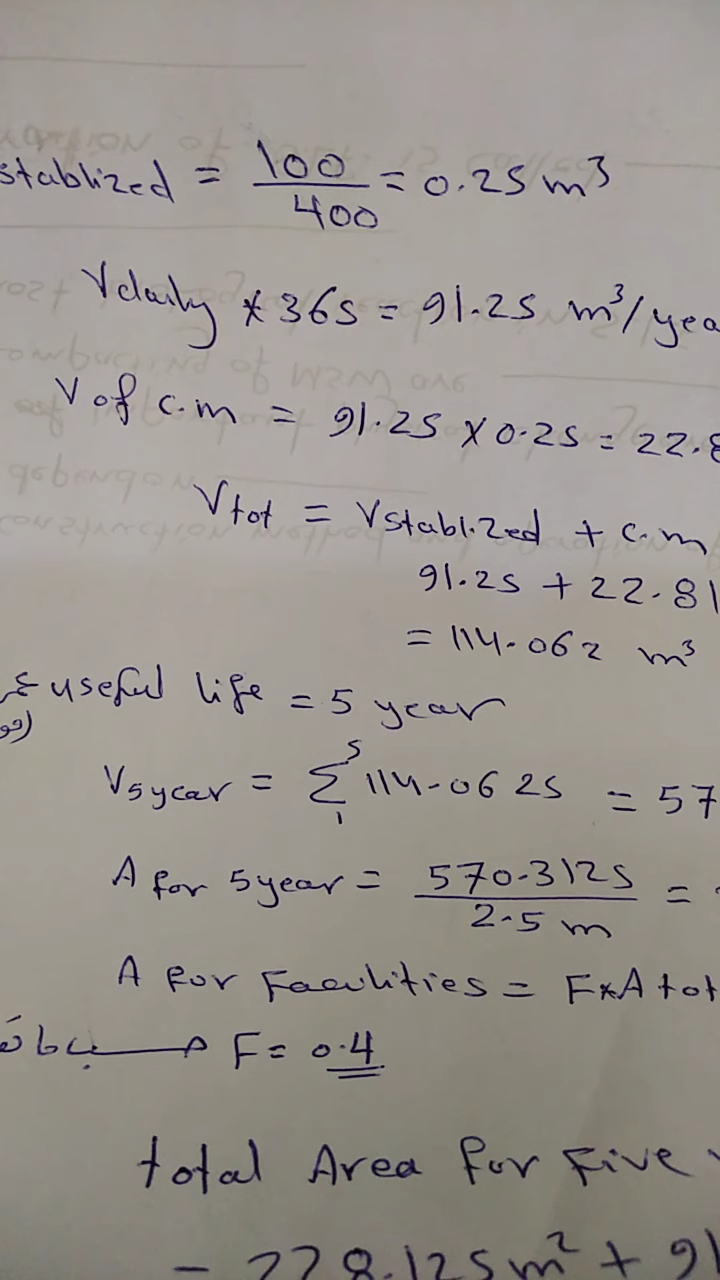 stablized = 100/400 = 0.25 m³
Vdaily * 365 = 91.25 m³/yea
V of c.m = 91.25 x 0.25 = 22.8
Vtot = Vstablized + c.m
91.25 + 22.81
= 114.062 m³
useful life = 5 year
V5year = Σ₁⁵ 114.0625 = 57
A for 5year = 570.3125/2.5 m =
A for Facilities = F*A tot
F = 0.4
total Area for Five
= 228.125 m² + 91